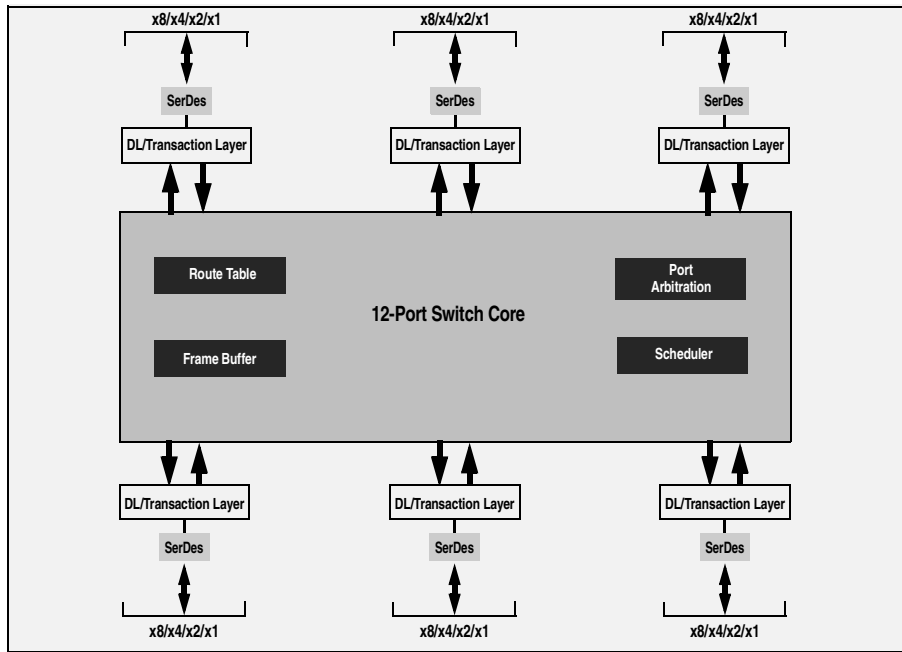 x8/x4/x2/x1 x8/x4/x2/x1 x8/x4/x2/x1
SerDes SerDes SerDes
DL/Transaction Layer DL/Transaction Layer DL/Transaction Layer
Route Table
Port
Arbitration
12-Port Switch Core
Frame Buffer
Scheduler
DL/Transaction Layer DL/Transaction Layer DL/Transaction Layer
SerDes SerDes SerDes
x8/x4/x2/x1 x8/x4/x2/x1 x8/x4/x2/x1